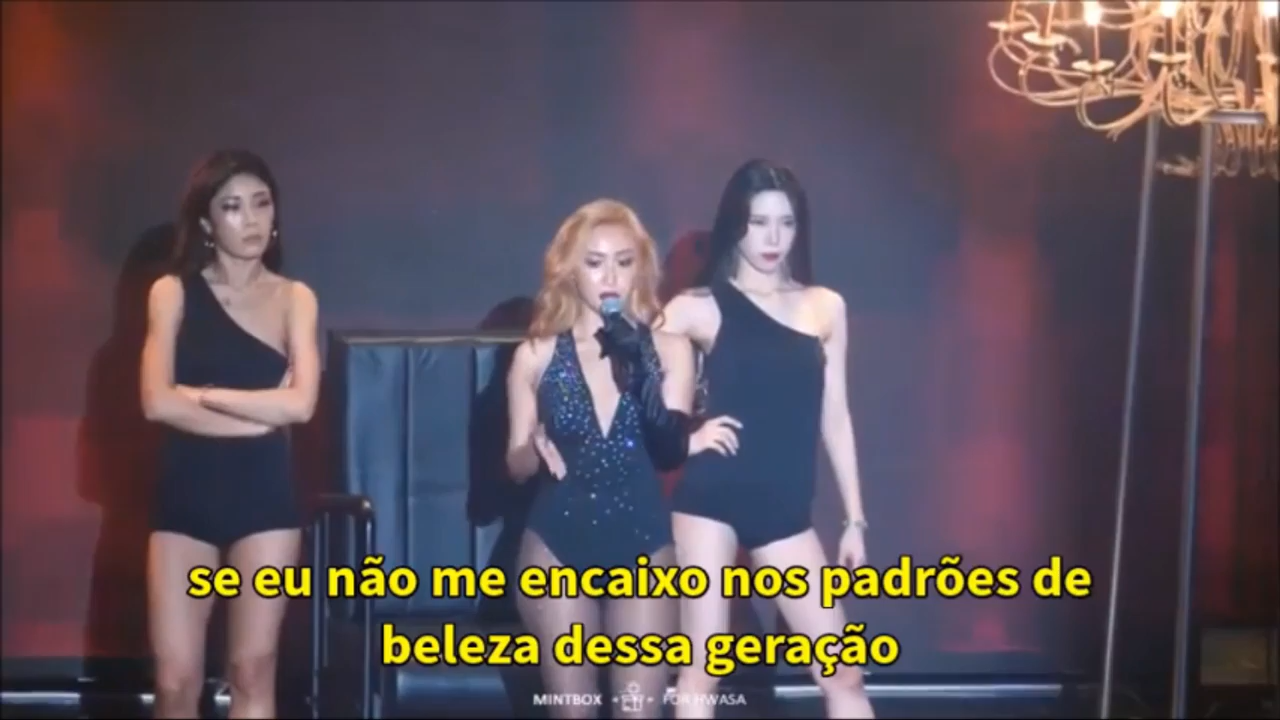 se eu não me encaixo nos padrões de
beleza dessa geração
MINTBOX FOR HWASA